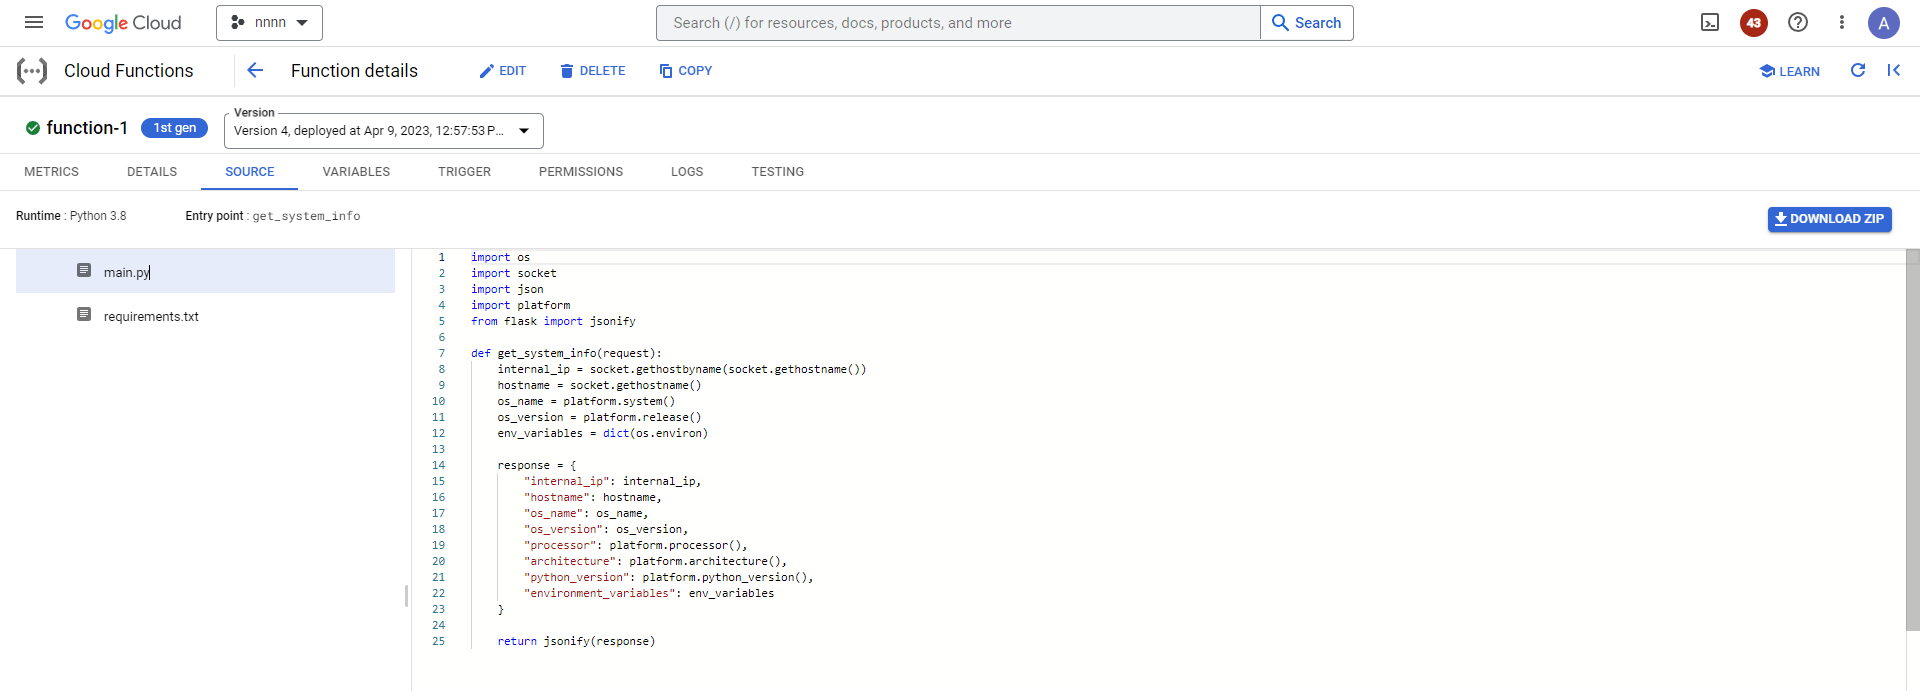 Google Cloud
nnnn
Search (/) for resources, docs, products, and more
Search
43
A
Cloud Functions
Function details
EDIT
DELETE
COPY
LEARN
function-1
1st gen
Version
Version 4, deployed at Apr 9, 2023, 12:57:53 P...
METRICS DETAILS SOURCE VARIABLES TRIGGER PERMISSIONS LOGS TESTING
Runtime : Python 3.8
Entry point : get_system_info
DOWNLOAD ZIP
main.py
requirements.txt
1 import os
2 import socket
3 import json
4 import platform
5 from flask import jsonify
6
7 def get_system_info(request):
8     internal_ip = socket.gethostbyname(socket.gethostname())
9     hostname = socket.gethostname()
10     os_name = platform.system()
11     os_version = platform.release()
12     env_variables = dict(os.environ)
13
14     response = {
15         "internal_ip": internal_ip,
16         "hostname": hostname,
17         "os_name": os_name,
18         "os_version": os_version,
19         "processor": platform.processor(),
20         "architecture": platform.architecture(),
21         "python_version": platform.python_version(),
22         "environment_variables": env_variables
23     }
24
25     return jsonify(response)